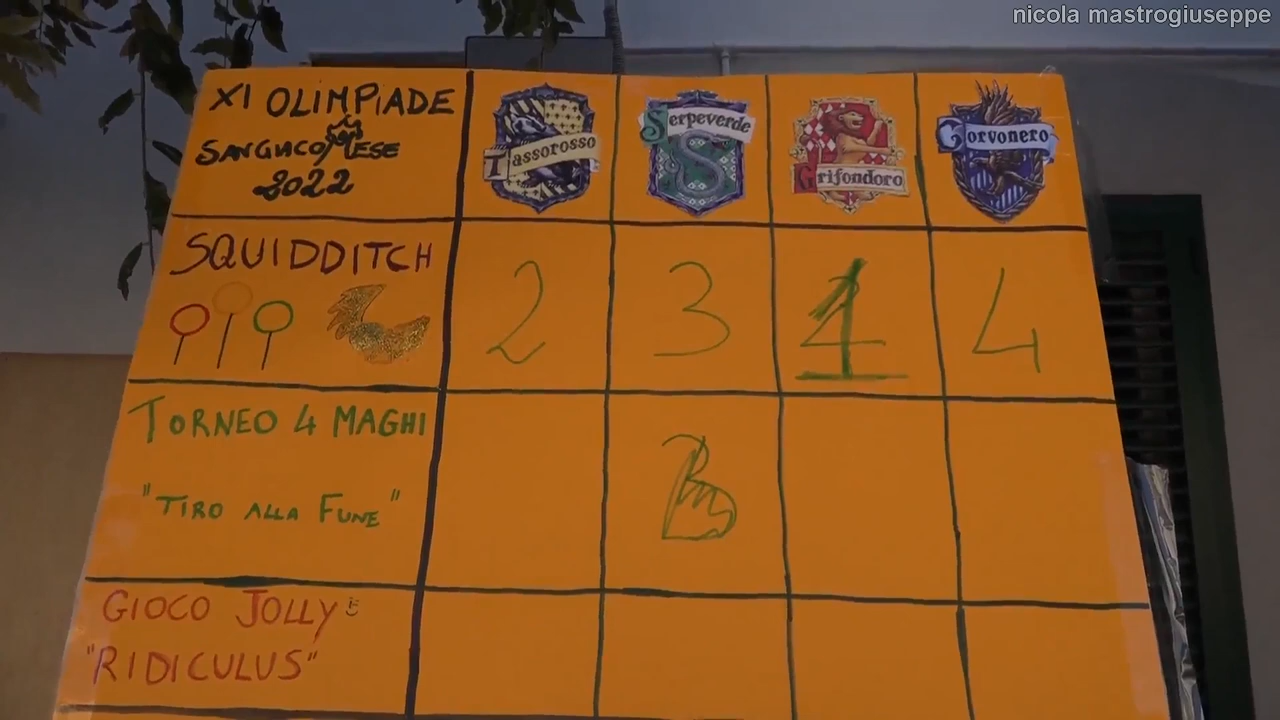 nicola mastrogiuseppe
XI OLIMPIADE
2022
Tassorosso
Serpeverde
Grifondoro
Corvonero
SQUIDDITCH
2 3 1 4
TORNEO 4 MAGHI
"TIRO ALLA FUNE"
GIOCO JOLLY
"RIDICULUS"